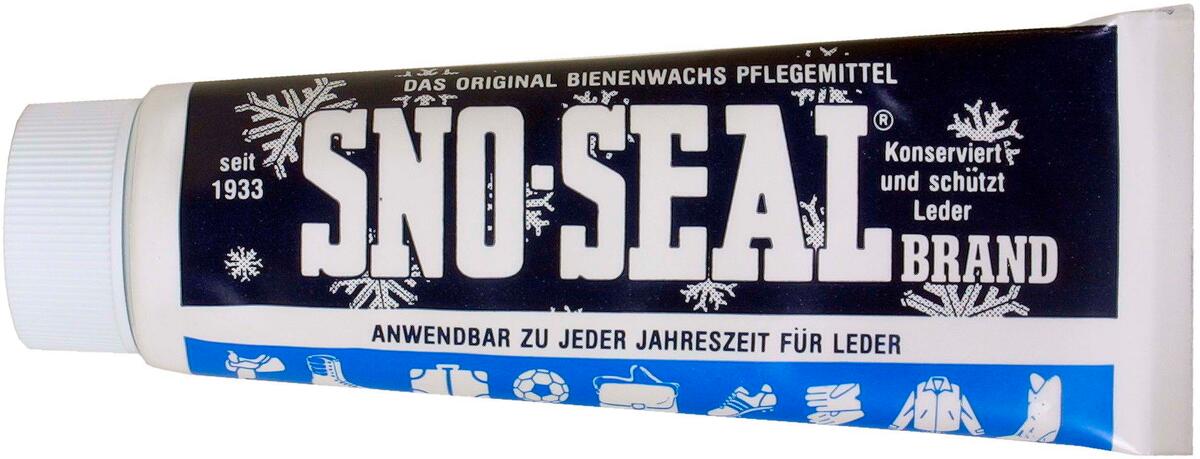 DAS ORIGINAL BIENENWACHS PFLEGEMITTEL
seit
1933
SNO-SEAL®
Konserviert
und schützt
Leder
BRAND
ANWENDBAR ZU JEDER JAHRESZEIT FÜR LEDER